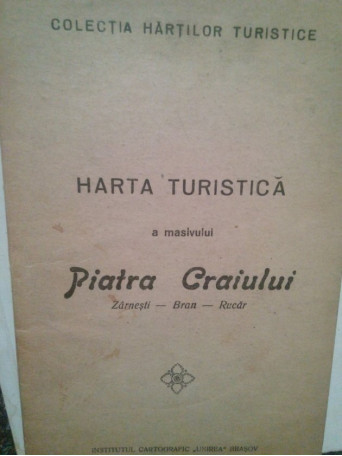 COLECȚIA HĂRȚILOR TURISTICE
HARTA TURISTICĂ
a masivului
Piatra Craiului
Zărnești — Bran — Rucăr
INSTITUTUL CARTOGRAFIC „UNIREA" BRAȘOV